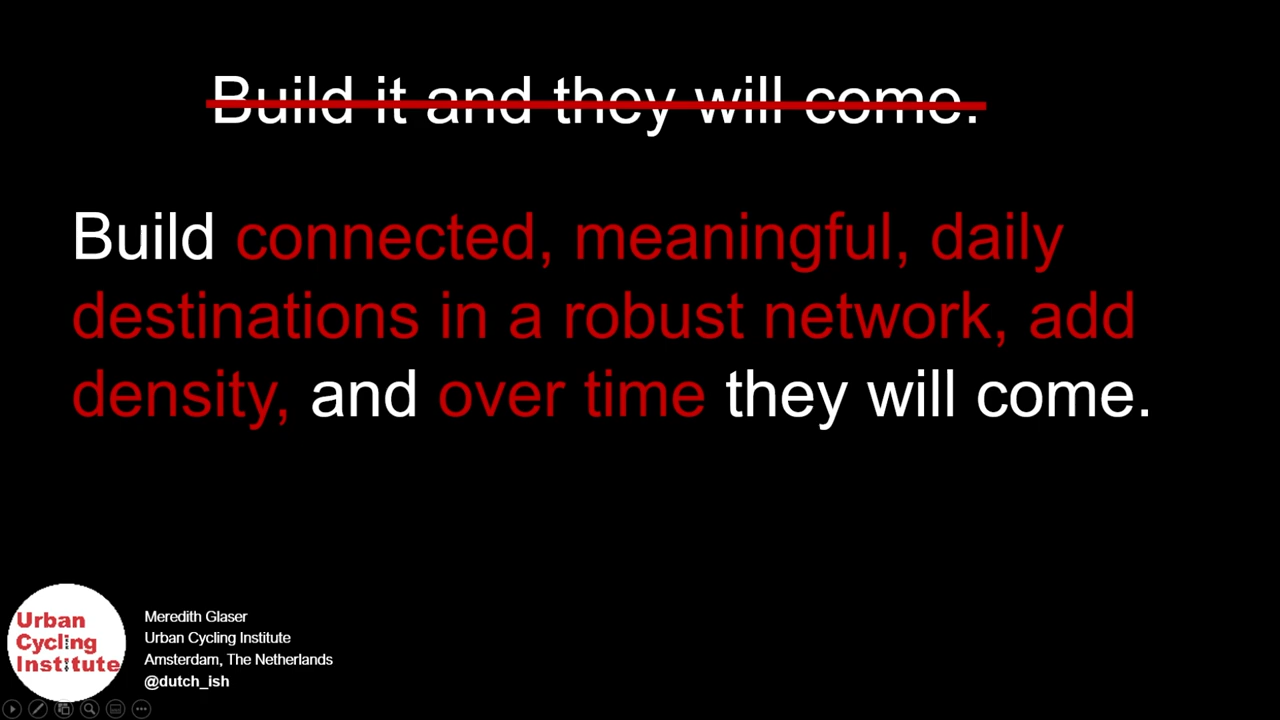 Build it and they will come.
Build connected, meaningful, daily
destinations in a robust network, add
density, and over time they will come.
Urban
Cycling
Institute
Meredith Glaser
Urban Cycling Institute
Amsterdam, The Netherlands
@dutch_ish